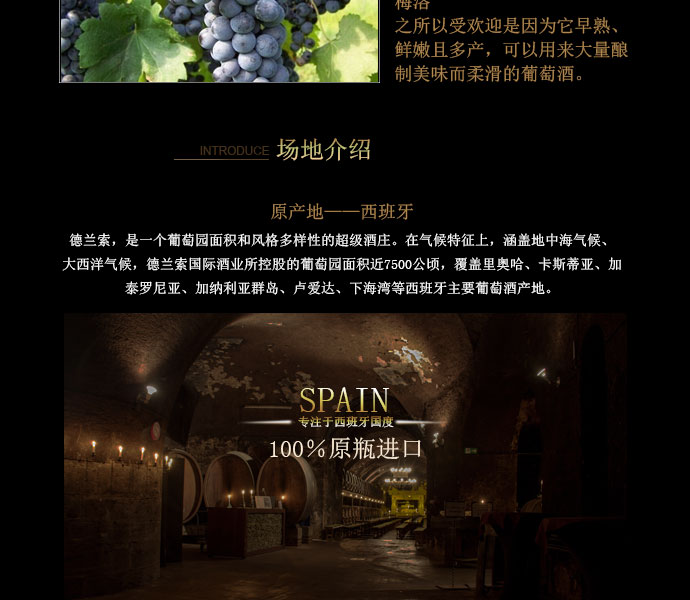 梅洛
之所以受欢迎是因为它早熟、
鲜嫩且多产，可以用来大量酿
制美味而柔滑的葡萄酒。
INTRODUCE 场地介绍
原产地——西班牙
德兰索，是一个葡萄园面积和风格多样性的超级酒庄。在气候特征上，涵盖地中海气候、
大西洋气候，德兰索国际酒业所控股的葡萄园面积近7500公顷，覆盖里奥哈、卡斯蒂亚、加
泰罗尼亚、加纳利亚群岛、卢爱达、下海湾等西班牙主要葡萄酒产地。
SPAIN
专注于西班牙国度
100%原瓶进口